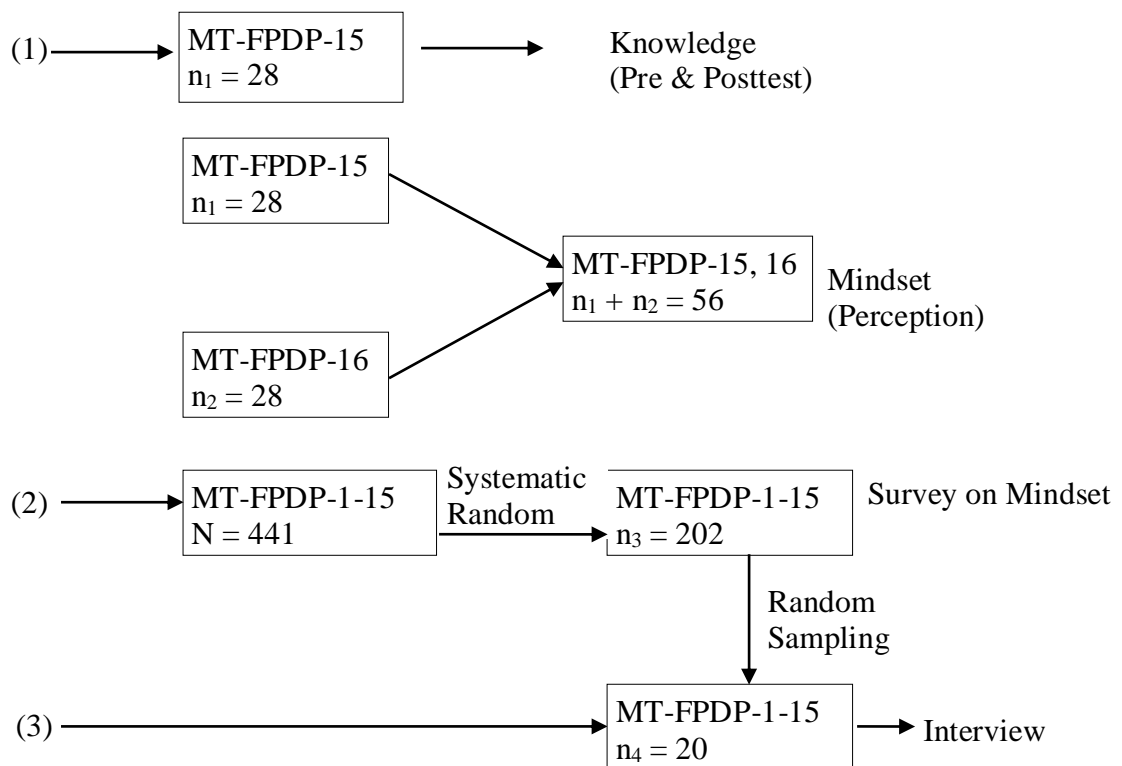 (1)
MT-FPDP-15
n₁ = 28
Knowledge
(Pre & Posttest)
MT-FPDP-15
n₁ = 28
MT-FPDP-15, 16
n₁ + n₂ = 56
Mindset
(Perception)
MT-FPDP-16
n₂ = 28
(2)
MT-FPDP-1-15
N = 441
Systematic
Random
MT-FPDP-1-15
n₃ = 202
Survey on Mindset
Random
Sampling
(3)
MT-FPDP-1-15
n₄ = 20
Interview